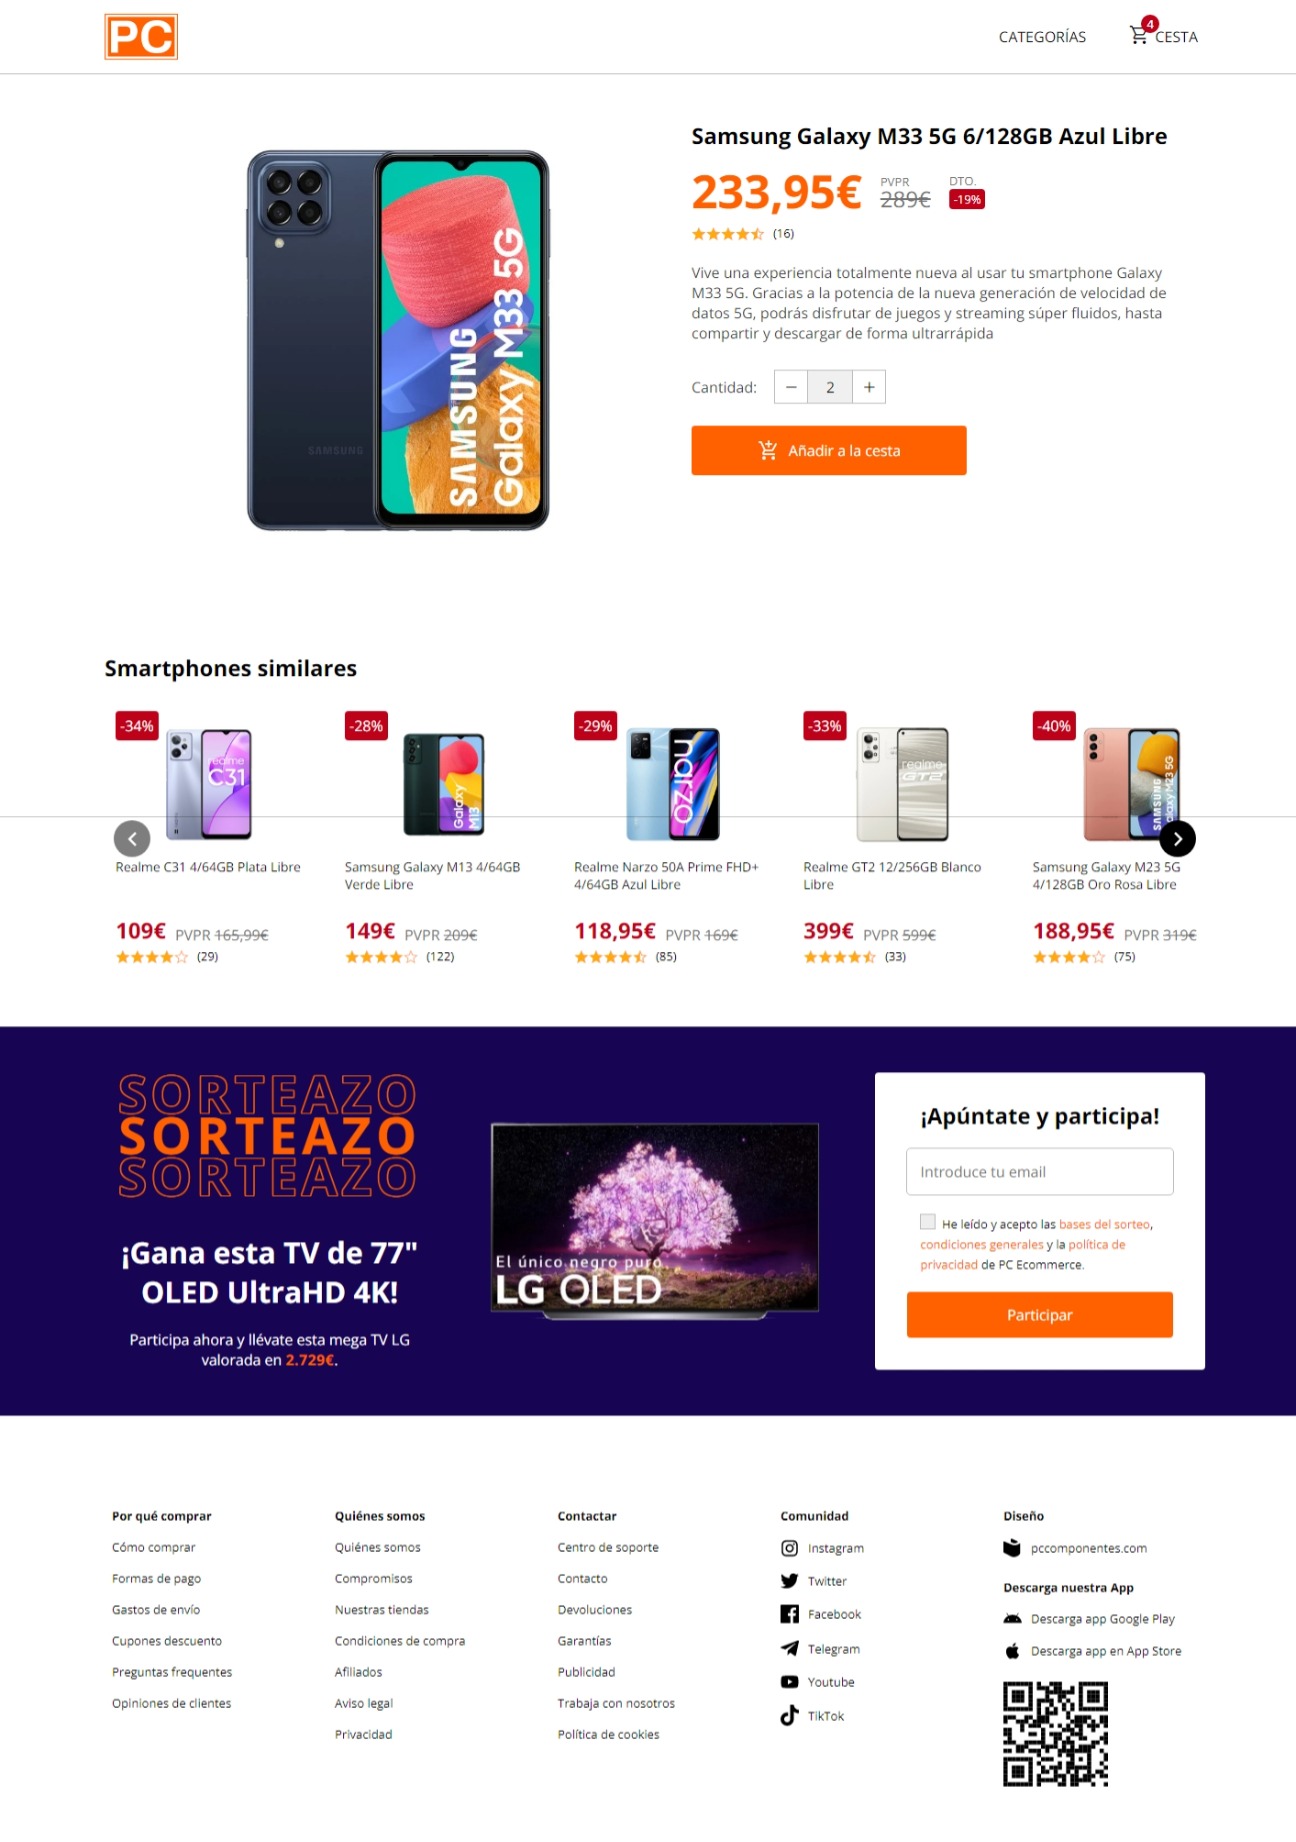 PC
CATEGORÍAS
4
CESTA
Samsung Galaxy M33 5G 6/128GB Azul Libre
233,95€
PVPR
289€
DTO.
-19%
(16)
SAMSUNG
SAMSUNG
Galaxy M33 5G
Vive una experiencia totalmente nueva al usar tu smartphone Galaxy
M33 5G. Gracias a la potencia de la nueva generación de velocidad de
datos 5G, podrás disfrutar de juegos y streaming súper fluidos, hasta
compartir y descargar de forma ultrarrápida
Cantidad:
− 2 +
Añadir a la cesta
Smartphones similares
-34%
realme
C31
Realme C31 4/64GB Plata Libre
109€ PVPR 165,99€
(29)
-28%
Galaxy
M13
Samsung Galaxy M13 4/64GB
Verde Libre
149€ PVPR 209€
(122)
-29%
narzo
Realme Narzo 50A Prime FHD+
4/64GB Azul Libre
118,95€ PVPR 169€
(85)
-33%
realme
GT2
Realme GT2 12/256GB Blanco
Libre
399€ PVPR 599€
(33)
-40%
SAMSUNG
Galaxy M23 5G
Samsung Galaxy M23 5G
4/128GB Oro Rosa Libre
188,95€ PVPR 319€
(75)
SORTEAZO
SORTEAZO
SORTEAZO
¡Gana esta TV de 77"
OLED UltraHD 4K!
Participa ahora y llévate esta mega TV LG
valorada en 2.729€.
El único negro puro
LG OLED
¡Apúntate y participa!
Introduce tu email
He leído y acepto las bases del sorteo,
condiciones generales y la política de
privacidad de PC Ecommerce.
Participar
Por qué comprar
Cómo comprar
Formas de pago
Gastos de envío
Cupones descuento
Preguntas frequentes
Opiniones de clientes
Quiénes somos
Quiénes somos
Compromisos
Nuestras tiendas
Condiciones de compra
Afiliados
Aviso legal
Privacidad
Contactar
Centro de soporte
Contacto
Devoluciones
Garantías
Publicidad
Trabaja con nosotros
Política de cookies
Comunidad
Instagram
Twitter
Facebook
Telegram
Youtube
TikTok
Diseño
pccomponentes.com
Descarga nuestra App
Descarga app Google Play
Descarga app en App Store